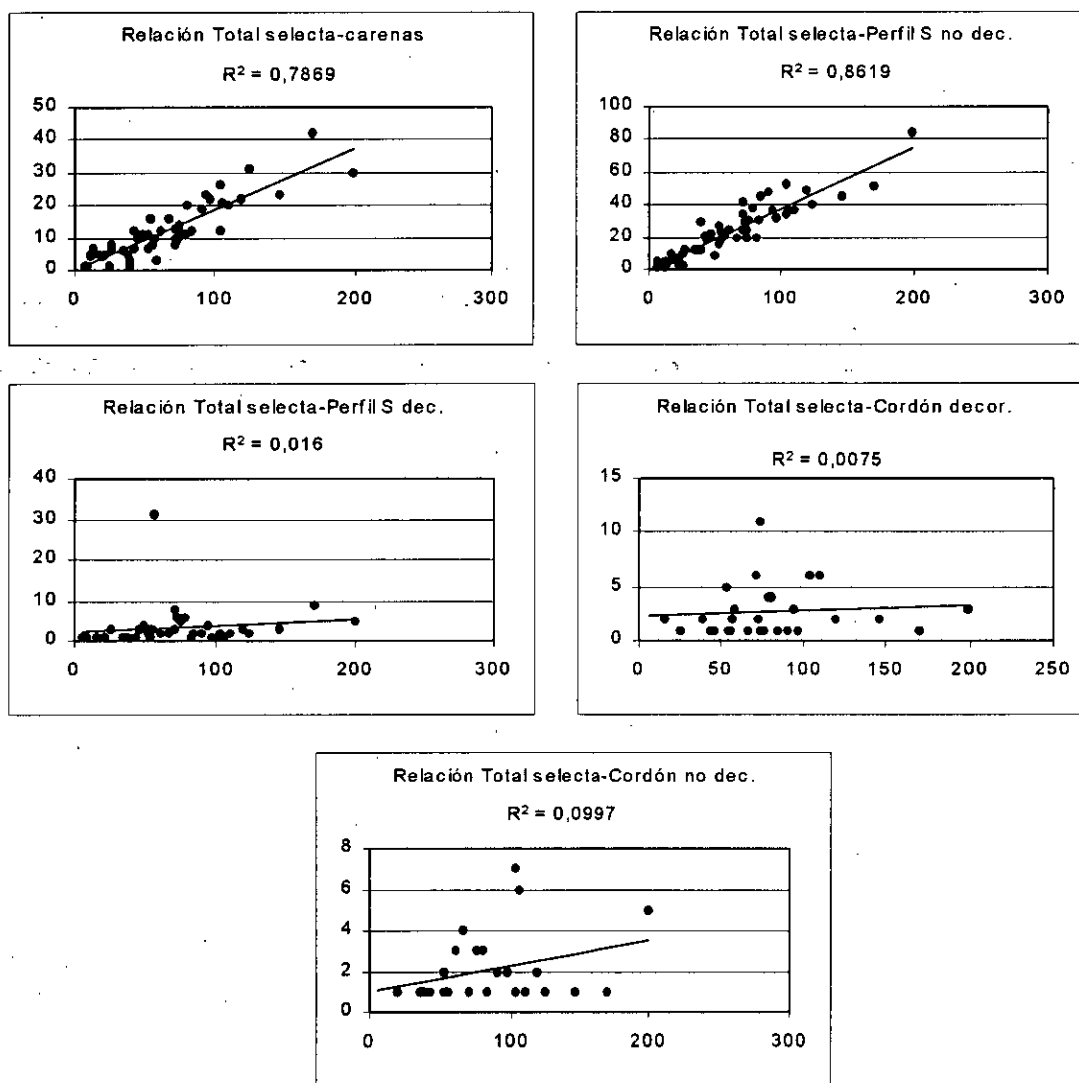 Relación Total selecta-carenas
R² = 0,7869
50
40
30
20
10
0
0 100 200 300
Relación Total selecta-Perfil S no dec.
R² = 0,8619
100
80
60
40
20
0
0 100 200 300
Relación Total selecta-Perfil S dec.
R² = 0,016
40
30
20
10
0
0 100 200 300
Relación Total selecta-Cordón decor.
R² = 0,0075
15
10
5
0
0 50 100 150 200 250
Relación Total selecta-Cordón no dec.
R² = 0,0997
8
6
4
2
0
0 100 200 300